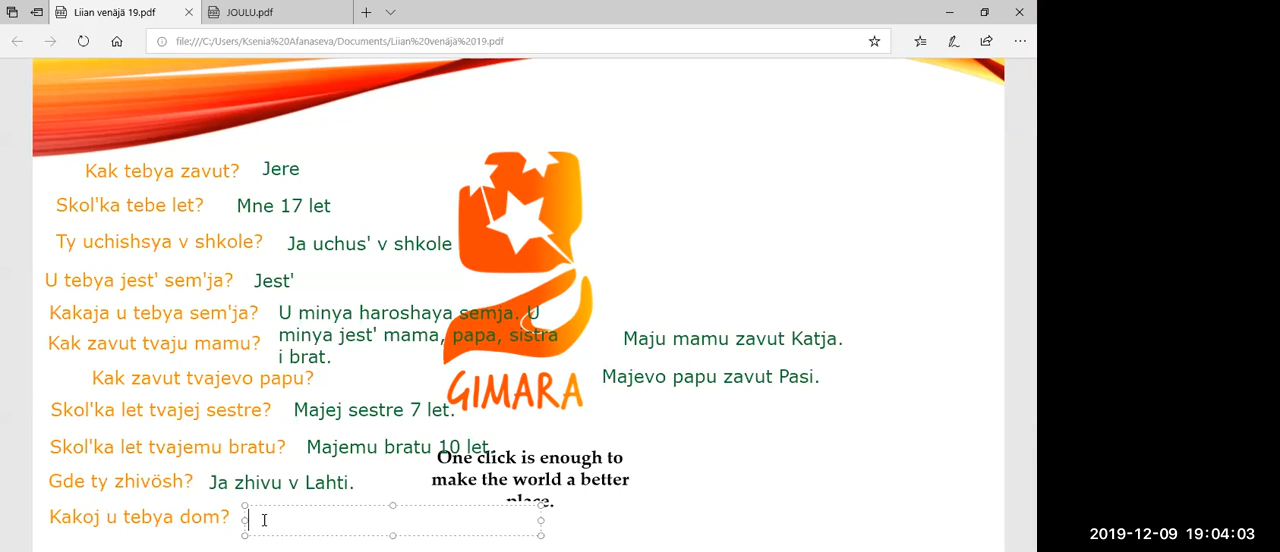 Liian venäjä 19.pdf
JOULU.pdf
file:///C:/Users/Ksenia%20Afanaseva/Documents/Liian%20venäjä%2019.pdf
Kak tebya zavut? Jere
Skol'ka tebe let? Mne 17 let
Ty uchishsya v shkole? Ja uchus' v shkole
U tebya jest' sem'ja? Jest'
Kakaja u tebya sem'ja? U minya haroshaya semja. U
minya jest' mama, papa, sistra
i brat.
Kak zavut tvaju mamu? Maju mamu zavut Katja.
Kak zavut tvajevo papu? Majevo papu zavut Pasi.
GIMARA
Skol'ka let tvajej sestre? Majej sestre 7 let.
Skol'ka let tvajemu bratu? Majemu bratu 10 let.
One click is enough to
make the world a better
place.
Gde ty zhivösh? Ja zhivu v Lahti.
Kakoj u tebya dom?
2019-12-09 19:04:03